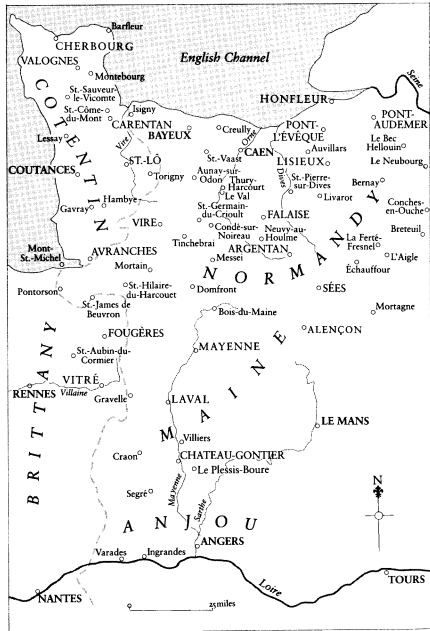 Barfleur
CHERBOURG
English Channel
VALOGNES
Montebourg
Seine
St.-Sauveur-
le-Vicomte
HONFLEUR
St.-Côme-
du-Mont
Isigny
PONT-
AUDEMER
CARENTAN
Creully
Orne
PONT-
L'ÉVÊQUE
COTENTIN
Lessay
Vire
BAYEUX
CAEN
Auvillars
Le Bec
Hellouin
ST.-LÔ
St.-Vaast
LISIEUX
Le Neubourg
COUTANCES
Torigny
Aunay-sur-
Odon
Thury-
Harcourt
Dives
St.-Pierre-
sur-Dives
Bernay
Le Val
Livarot
Conches-
en-Ouche
Hambye
Gavray
St.-Germain-
du-Crioult
FALAISE
VIRE
Condé-sur-
Noireau
Neuvy-au-
Houlme
Breteuil
Tinchebrai
La Ferté-
Fresnel
Mont-
St.-Michel
AVRANCHES
ARGENTAN
L'Aigle
Messei
Mortain
NORMANDY
Échauffour
Pontorson
St.-Hilaire-
du-Harcouet
Domfront
SÉES
St.-James de
Beuvron
Bois-du-Maine
Mortagne
FOUGÈRES
ALENÇON
BRITTANY
St.-Aubin-du-
Cormier
MAYENNE
MAINE
VITRÉ
RENNES
Villaine
Gravelle
LAVAL
LE MANS
Villiers
Craon
CHATEAU-GONTIER
Le Plessis-Boure
Segré
Mayenne
Sarthe
N
ANJOU
ANGERS
Varades
Ingrandes
Loire
TOURS
NANTES
25 miles